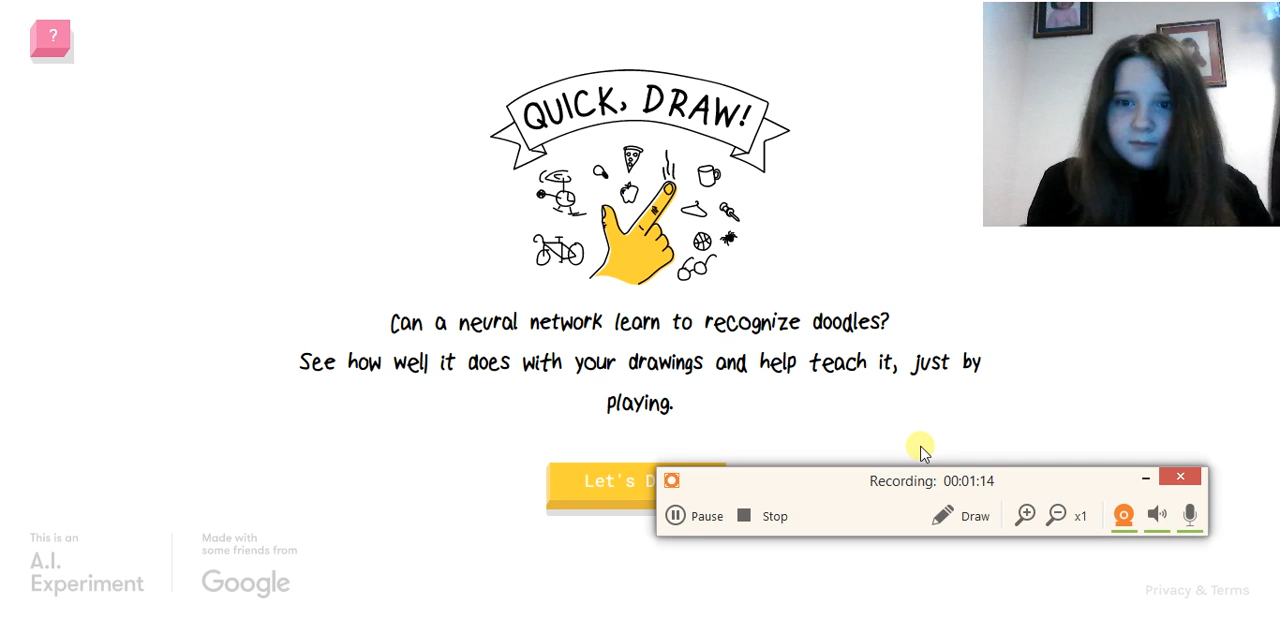 ?
QUICK, DRAW!
Can a neural network learn to recognize doodles?
See how well it does with your drawings and help teach it, just by
playing.
Let's D
Recording: 00:01:14
Pause Stop Draw x1
This is an
A.I.
Experiment
Made with
some friends from
Google
Privacy & Terms